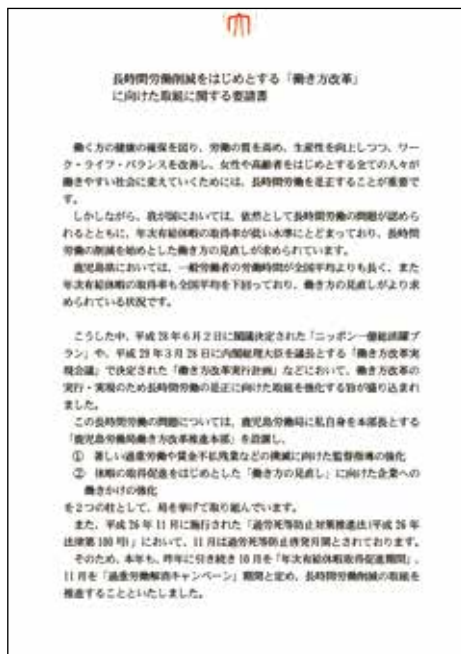 長時間労働削減をはじめとする「働き方改革」
に向けた取組に関する要請書
働く方の健康の確保を図り、労働の質を高め、生産性を向上しつつ、ワー
ク・ライフ・バランスを改善し、女性や高齢者をはじめとする全ての人々が
働きやすい社会に変えていくためには、長時間労働を是正することが重要で
す。
しかしながら、我が国においては、依然として長時間労働の問題が認めら
れるとともに、年次有給休暇の取得率が低い水準にとどまっており、長時間
労働の削減を始めとした働き方の見直しが求められています。
鹿児島県においては、一般労働者の労働時間が全国平均よりも長く、また
年次有給休暇の取得率も全国平均を下回っており、働き方の見直しがより求
められている状況です。
こうした中、平成28年6月2日に閣議決定された「ニッポン一億総活躍プ
ラン」や、平成29年3月28日に内閣総理大臣を議長とする「働き方改革実
現会議」で決定された「働き方改革実行計画」などにおいて、働き方改革の
実行・実現のため長時間労働の是正に向けた取組を強化する旨が盛り込まれ
ました。
この長時間労働の問題については、鹿児島労働局に私自身を本部長とする
「鹿児島労働局働き方改革推進本部」を設置し、
① 著しい過重労働や賃金不払残業などの撲滅に向けた監督指導の強化
② 休暇の取得促進をはじめとした「働き方の見直し」に向けた企業への
働きかけの強化
を2つの柱として、局を挙げて取り組んでいます。
また、平成26年11月に施行された「過労死等防止対策推進法(平成26年
法律第100号)」において、11月は過労死等防止啓発月間とされております。
そのため、本年も、昨年に引き続き10月を「年次有給休暇取得促進期間」、
11月を「過重労働解消キャンペーン」期間と定め、長時間労働削減の取組を
推進することといたしました。